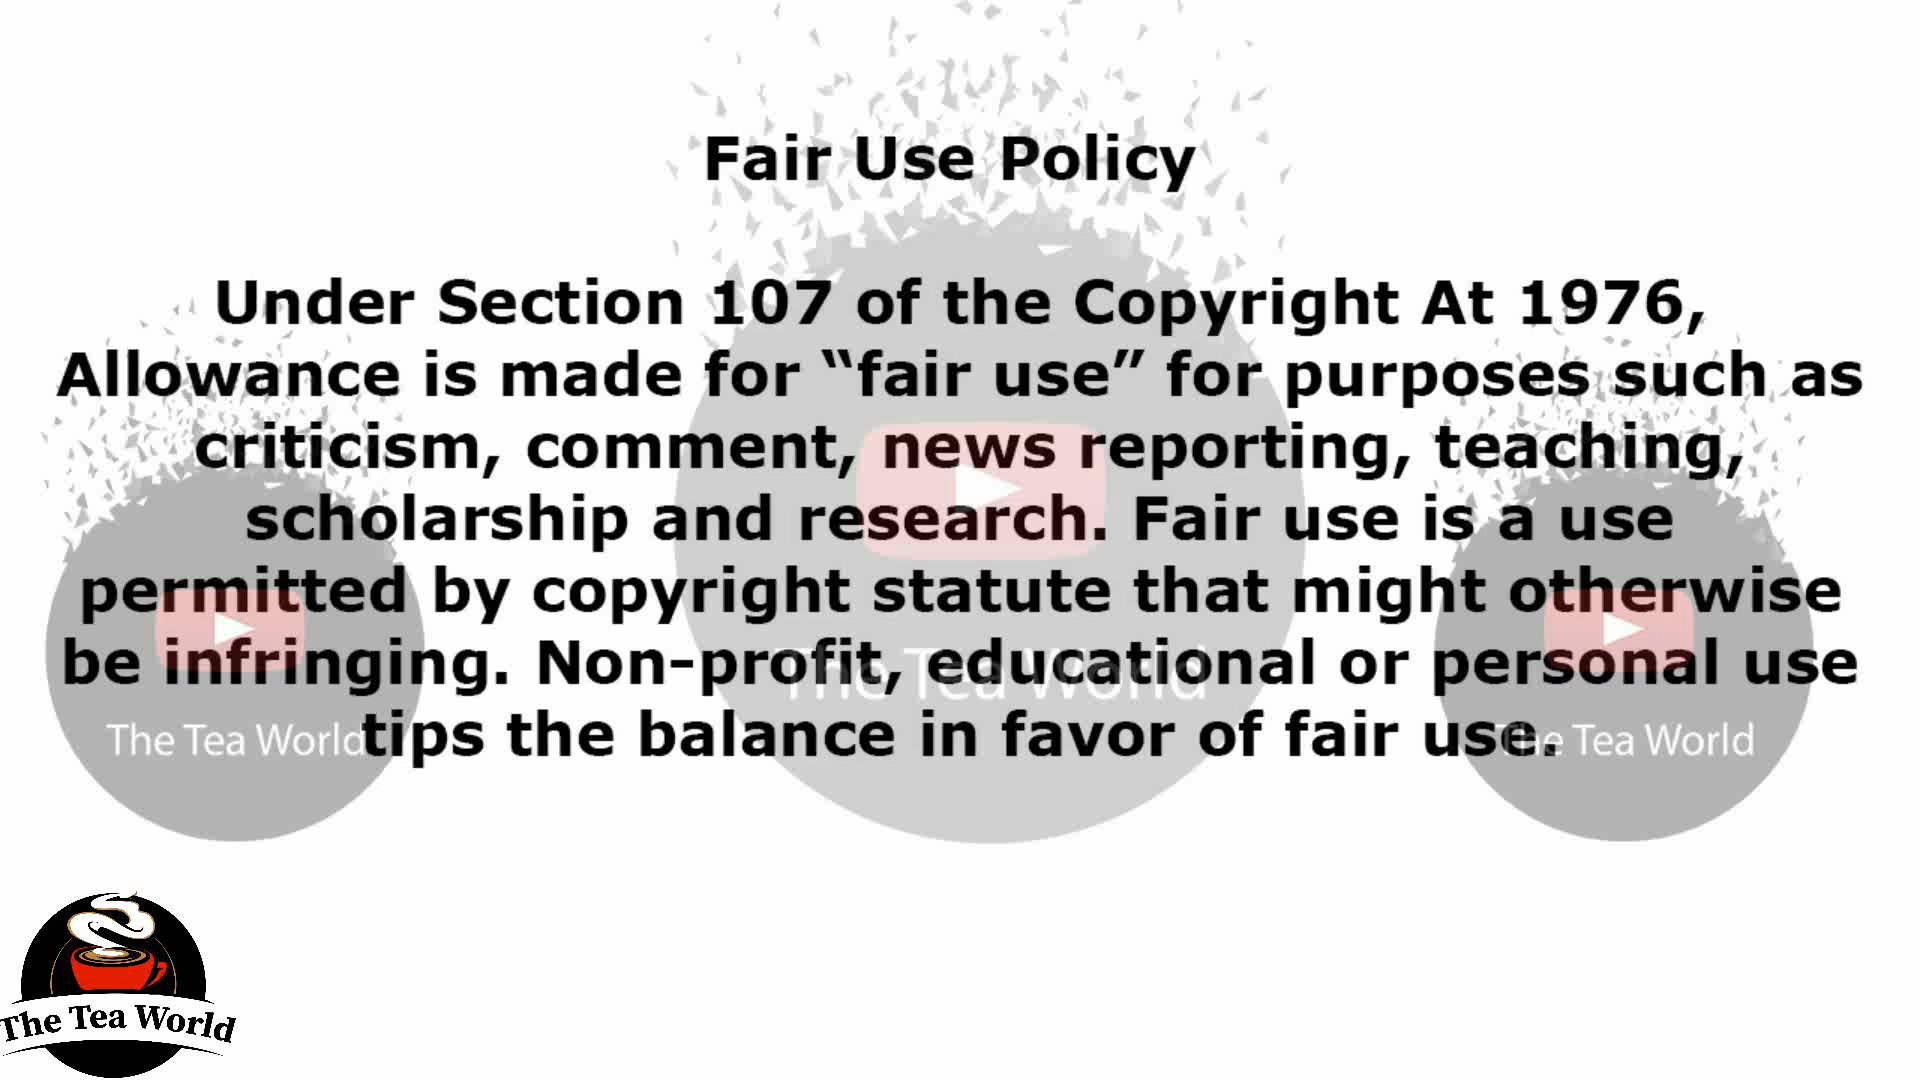 Fair Use Policy
Under Section 107 of the Copyright At 1976,
Allowance is made for “fair use” for purposes such as
criticism, comment, news reporting, teaching,
scholarship and research. Fair use is a use
permitted by copyright statute that might otherwise
be infringing. Non-profit, educational or personal use
tips the balance in favor of fair use.
The Tea World
The Tea World
The Tea World
The Tea World